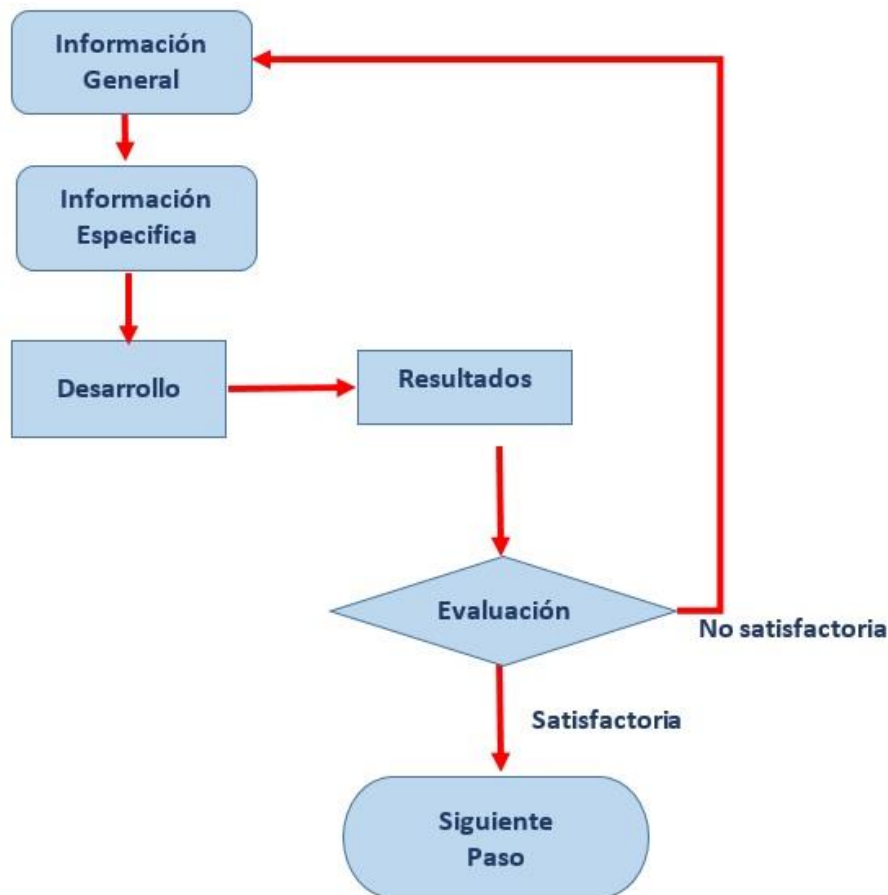 Información
General
Información
Especifica
Desarrollo
Resultados
Evaluación
No satisfactoria
Satisfactoria
Siguiente
Paso